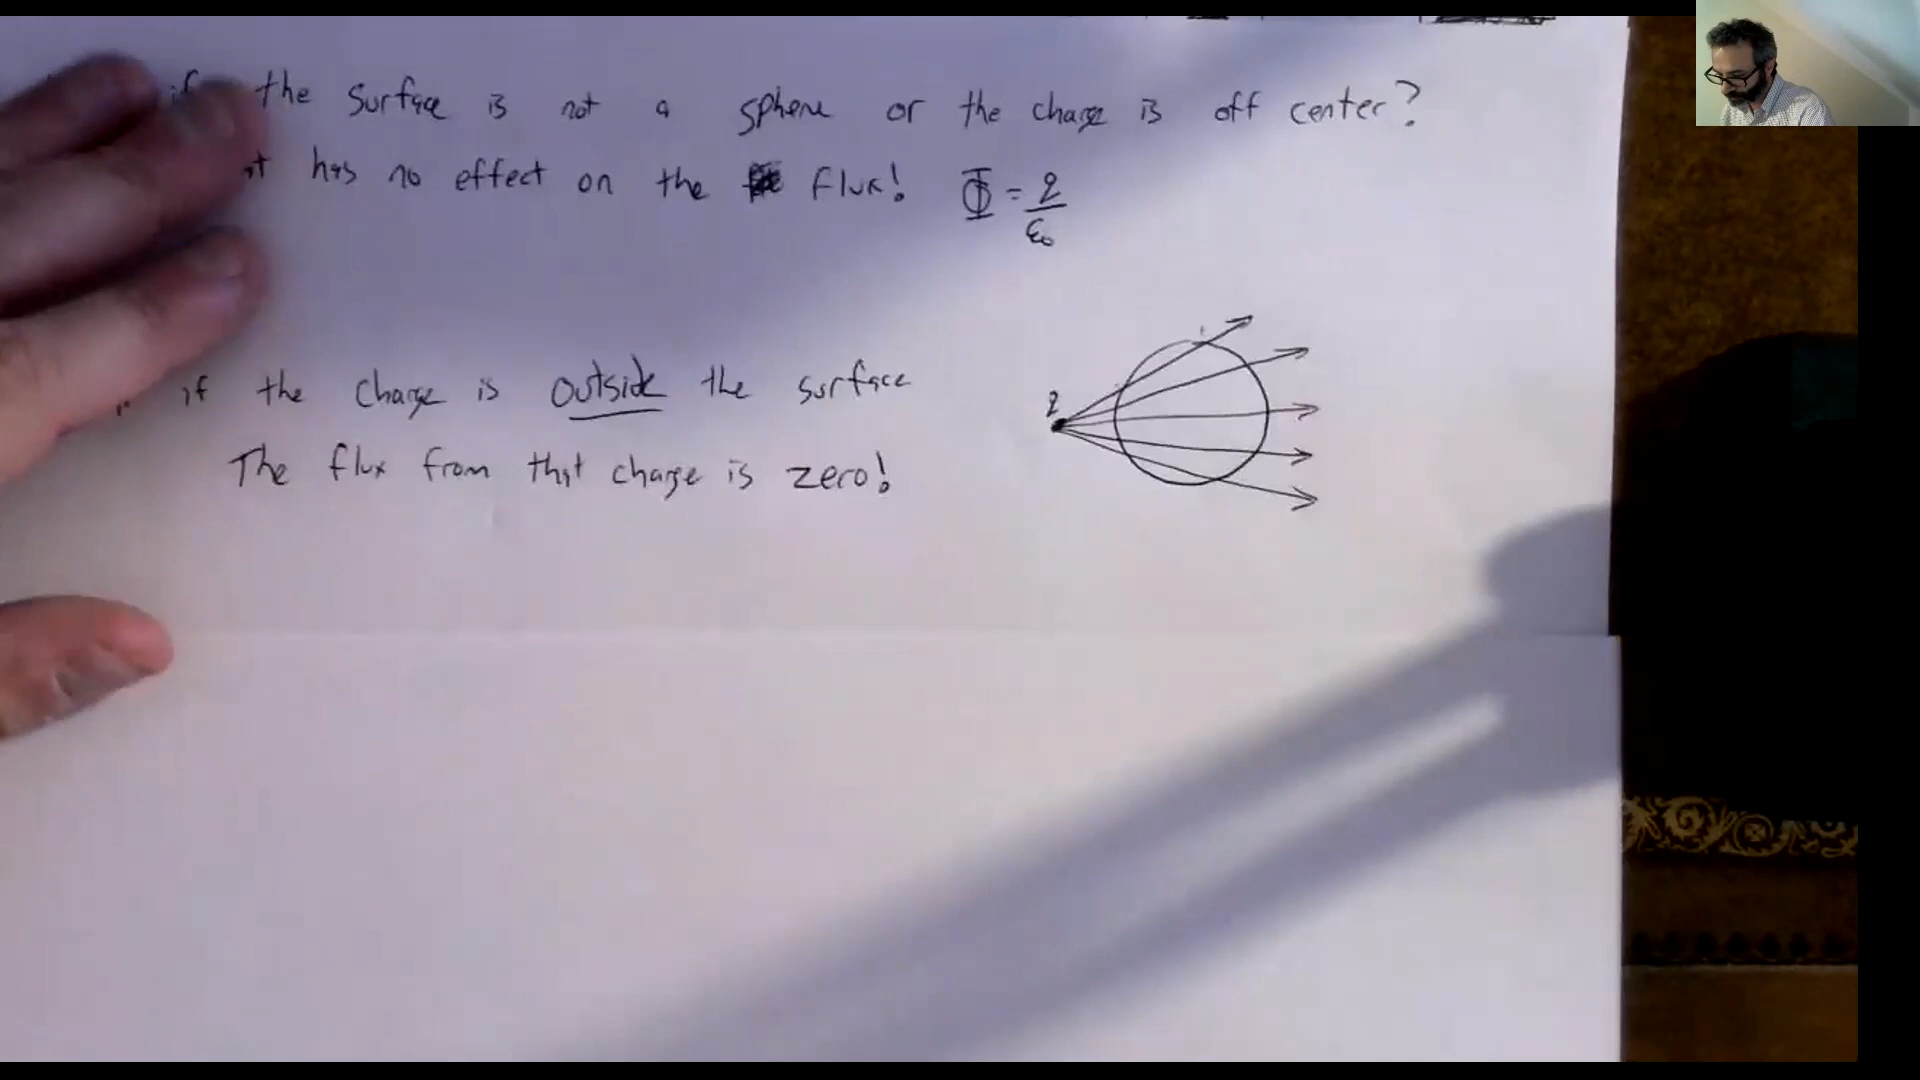 if the surface is not a sphere or the charge is off center?
has no effect on the flux! Φ = q/ε₀
if the charge is outside the surface
q
The flux from that charge is zero!